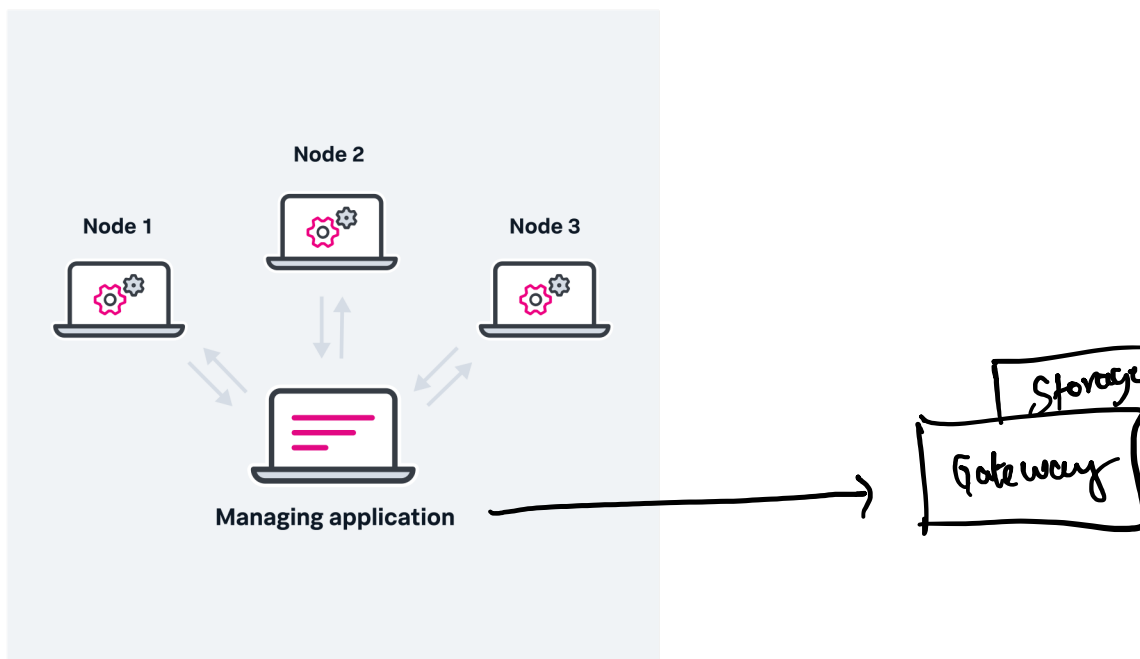 Node 2
Node 1
Node 3
Storage
Gateway
Managing application